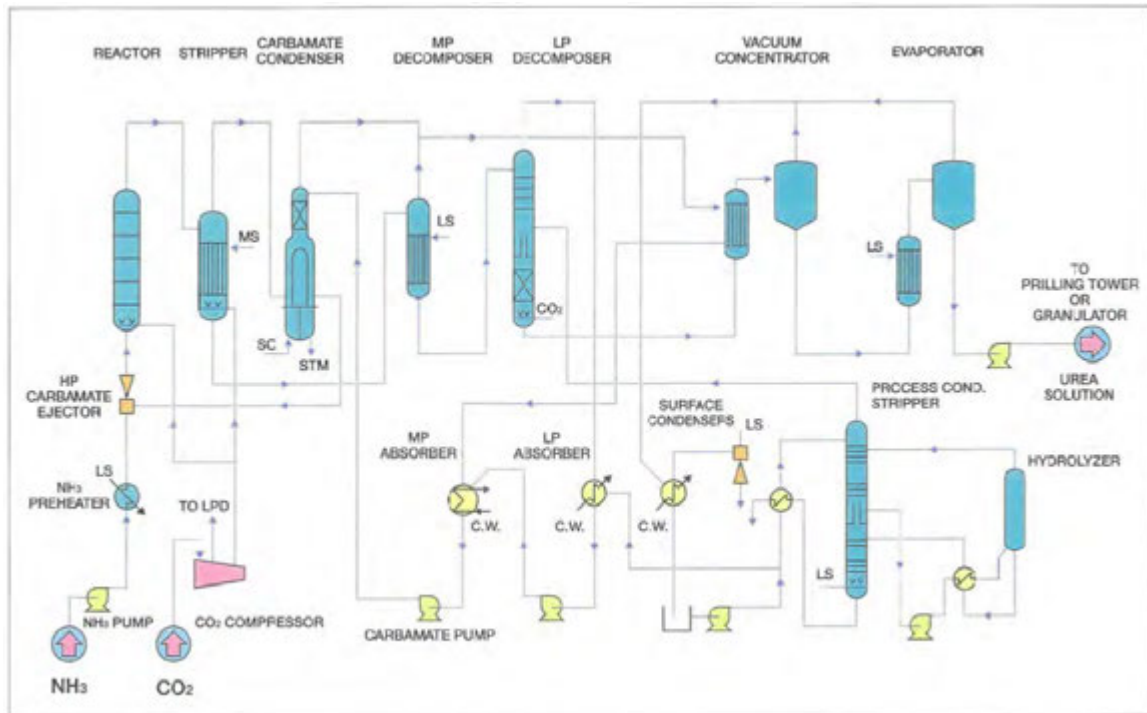 REACTOR
STRIPPER
CARBAMATE
CONDENSER
MP
DECOMPOSER
LP
DECOMPOSER
VACUUM
CONCENTRATOR
EVAPORATOR
MS
LS
CO₂
LS
SC
STM
TO
PRILLING TOWER
OR
GRANULATOR
UREA
SOLUTION
HP
CARBAMATE
EJECTOR
LS
NH₃
PREHEATER
TO LPD
MP
ABSORBER
LP
ABSORBER
SURFACE
CONDENSERS
LS
PROCESS COND.
STRIPPER
HYDROLYZER
C.W.
C.W.
C.W.
LS
NH₃ PUMP
CO₂ COMPRESSOR
CARBAMATE PUMP
NH₃
CO₂